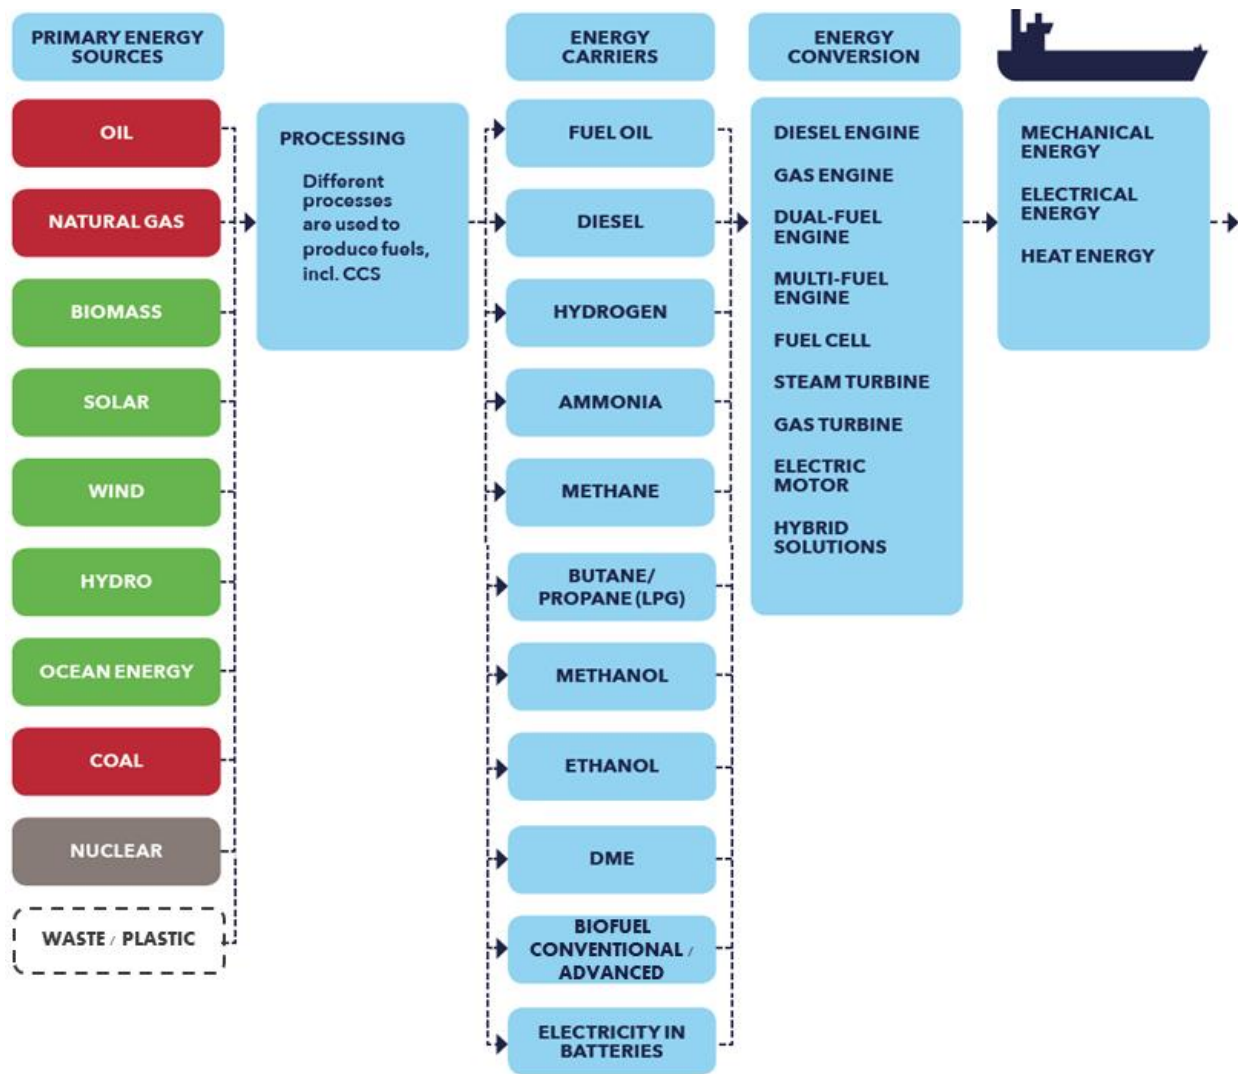 PRIMARY ENERGY
SOURCES
OIL
NATURAL GAS
BIOMASS
SOLAR
WIND
HYDRO
OCEAN ENERGY
COAL
NUCLEAR
WASTE / PLASTIC
PROCESSING
Different
processes
are used to
produce fuels,
incl. CCS
ENERGY
CARRIERS
FUEL OIL
DIESEL
HYDROGEN
AMMONIA
METHANE
BUTANE/
PROPANE (LPG)
METHANOL
ETHANOL
DME
BIOFUEL
CONVENTIONAL /
ADVANCED
ELECTRICITY IN
BATTERIES
ENERGY
CONVERSION
DIESEL ENGINE
GAS ENGINE
DUAL-FUEL
ENGINE
MULTI-FUEL
ENGINE
FUEL CELL
STEAM TURBINE
GAS TURBINE
ELECTRIC
MOTOR
HYBRID
SOLUTIONS
MECHANICAL
ENERGY
ELECTRICAL
ENERGY
HEAT ENERGY